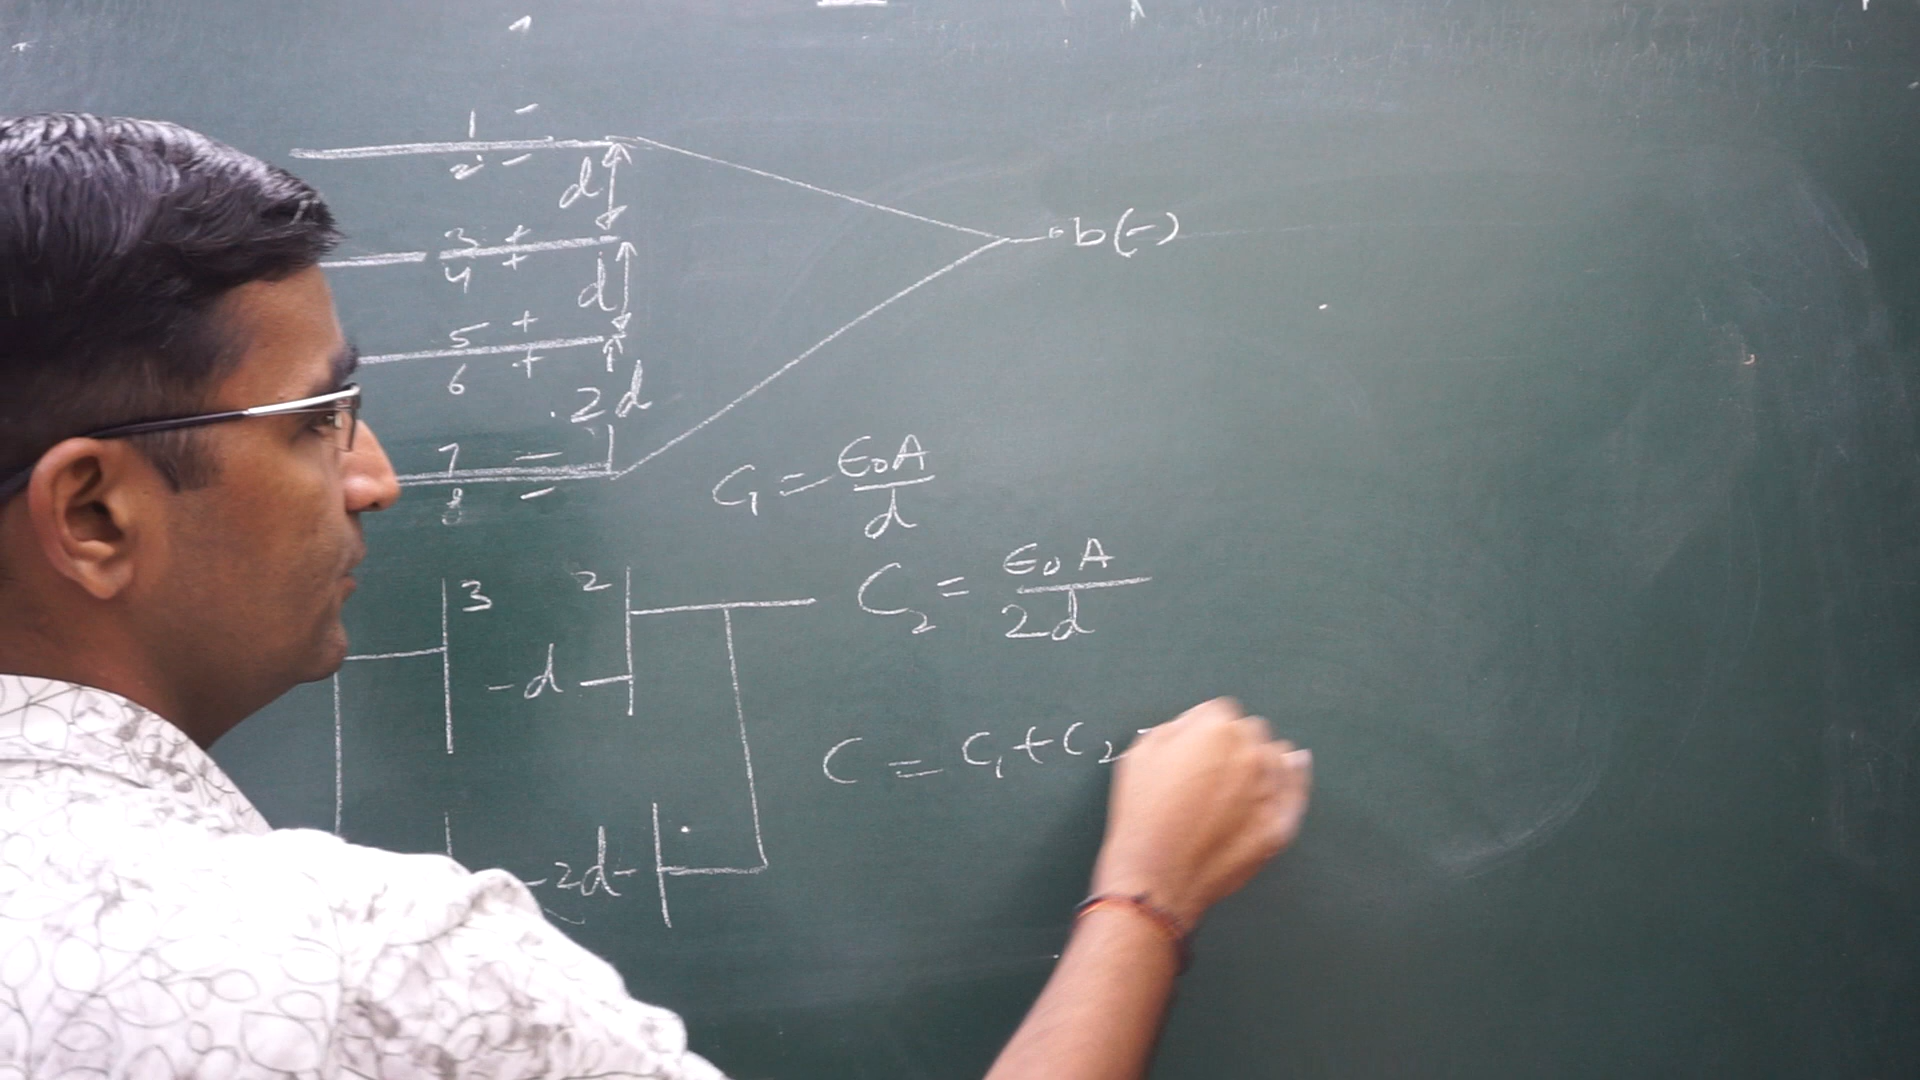 1 -
2 -
d
3 +
4 +
b(-)
d
5 +
6 +
2d
7 -
8 -
C₁ = ϵ₀A/d
3 2
C₂ = ϵ₀A/2d
-d-
C = C₁+C₂
-2d-